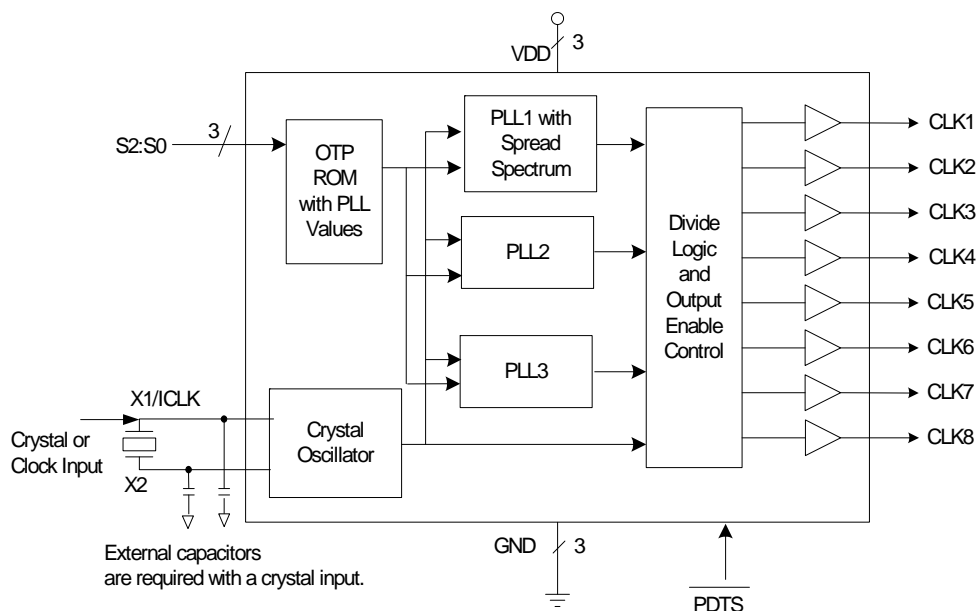 VDD
3
3
S2:S0
OTP
ROM
with PLL
Values
PLL1 with
Spread
Spectrum
PLL2
PLL3
Divide
Logic
and
Output
Enable
Control
CLK1
CLK2
CLK3
CLK4
CLK5
CLK6
CLK7
CLK8
X1/ICLK
Crystal or
Clock Input
X2
Crystal
Oscillator
External capacitors
are required with a crystal input.
GND
3
PDTS